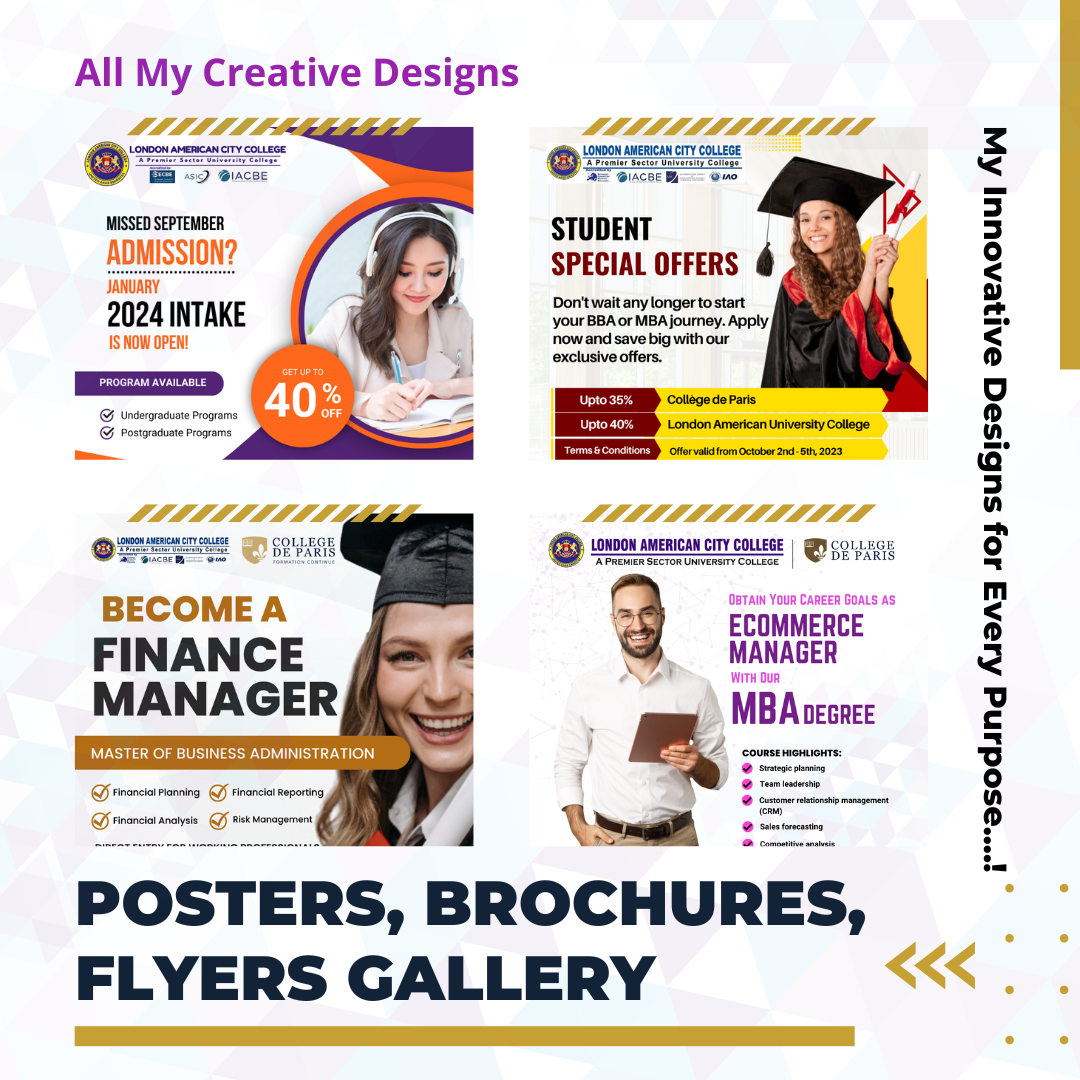 All My Creative Designs
LONDON AMERICAN CITY COLLEGE
A Premier Sector University College
ECBE ASIC IACBE
MISSED SEPTEMBER
ADMISSION?
JANUARY
2024 INTAKE
IS NOW OPEN!
PROGRAM AVAILABLE
Undergraduate Programs
Postgraduate Programs
GET UP TO
40%
OFF
LONDON AMERICAN CITY COLLEGE
A Premier Sector University College
IACBE IAO
STUDENT
SPECIAL OFFERS
Don't wait any longer to start
your BBA or MBA journey. Apply
now and save big with our
exclusive offers.
Upto 35% Collège de Paris
Upto 40% London American University College
Terms & Conditions Offer valid from October 2nd - 5th, 2023
LONDON AMERICAN CITY COLLEGE
A Premier Sector University College
IACBE IAO
COLLEGE
DE PARIS
FORMATION CONTINUE
BECOME A
FINANCE
MANAGER
MASTER OF BUSINESS ADMINISTRATION
Financial Planning Financial Reporting
Financial Analysis Risk Management
DIRECT ENTRY FOR WORKING PROFESSIONALS
LONDON AMERICAN CITY COLLEGE
A PREMIER SECTOR UNIVERSITY COLLEGE
COLLEGE
DE PARIS
OBTAIN YOUR CAREER GOALS AS
ECOMMERCE
MANAGER
WITH OUR
MBA DEGREE
COURSE HIGHLIGHTS:
Strategic planning
Team leadership
Customer relationship management
(CRM)
Sales forecasting
Competitive analysis
My Innovative Designs for Every Purpose....!
POSTERS, BROCHURES,
FLYERS GALLERY